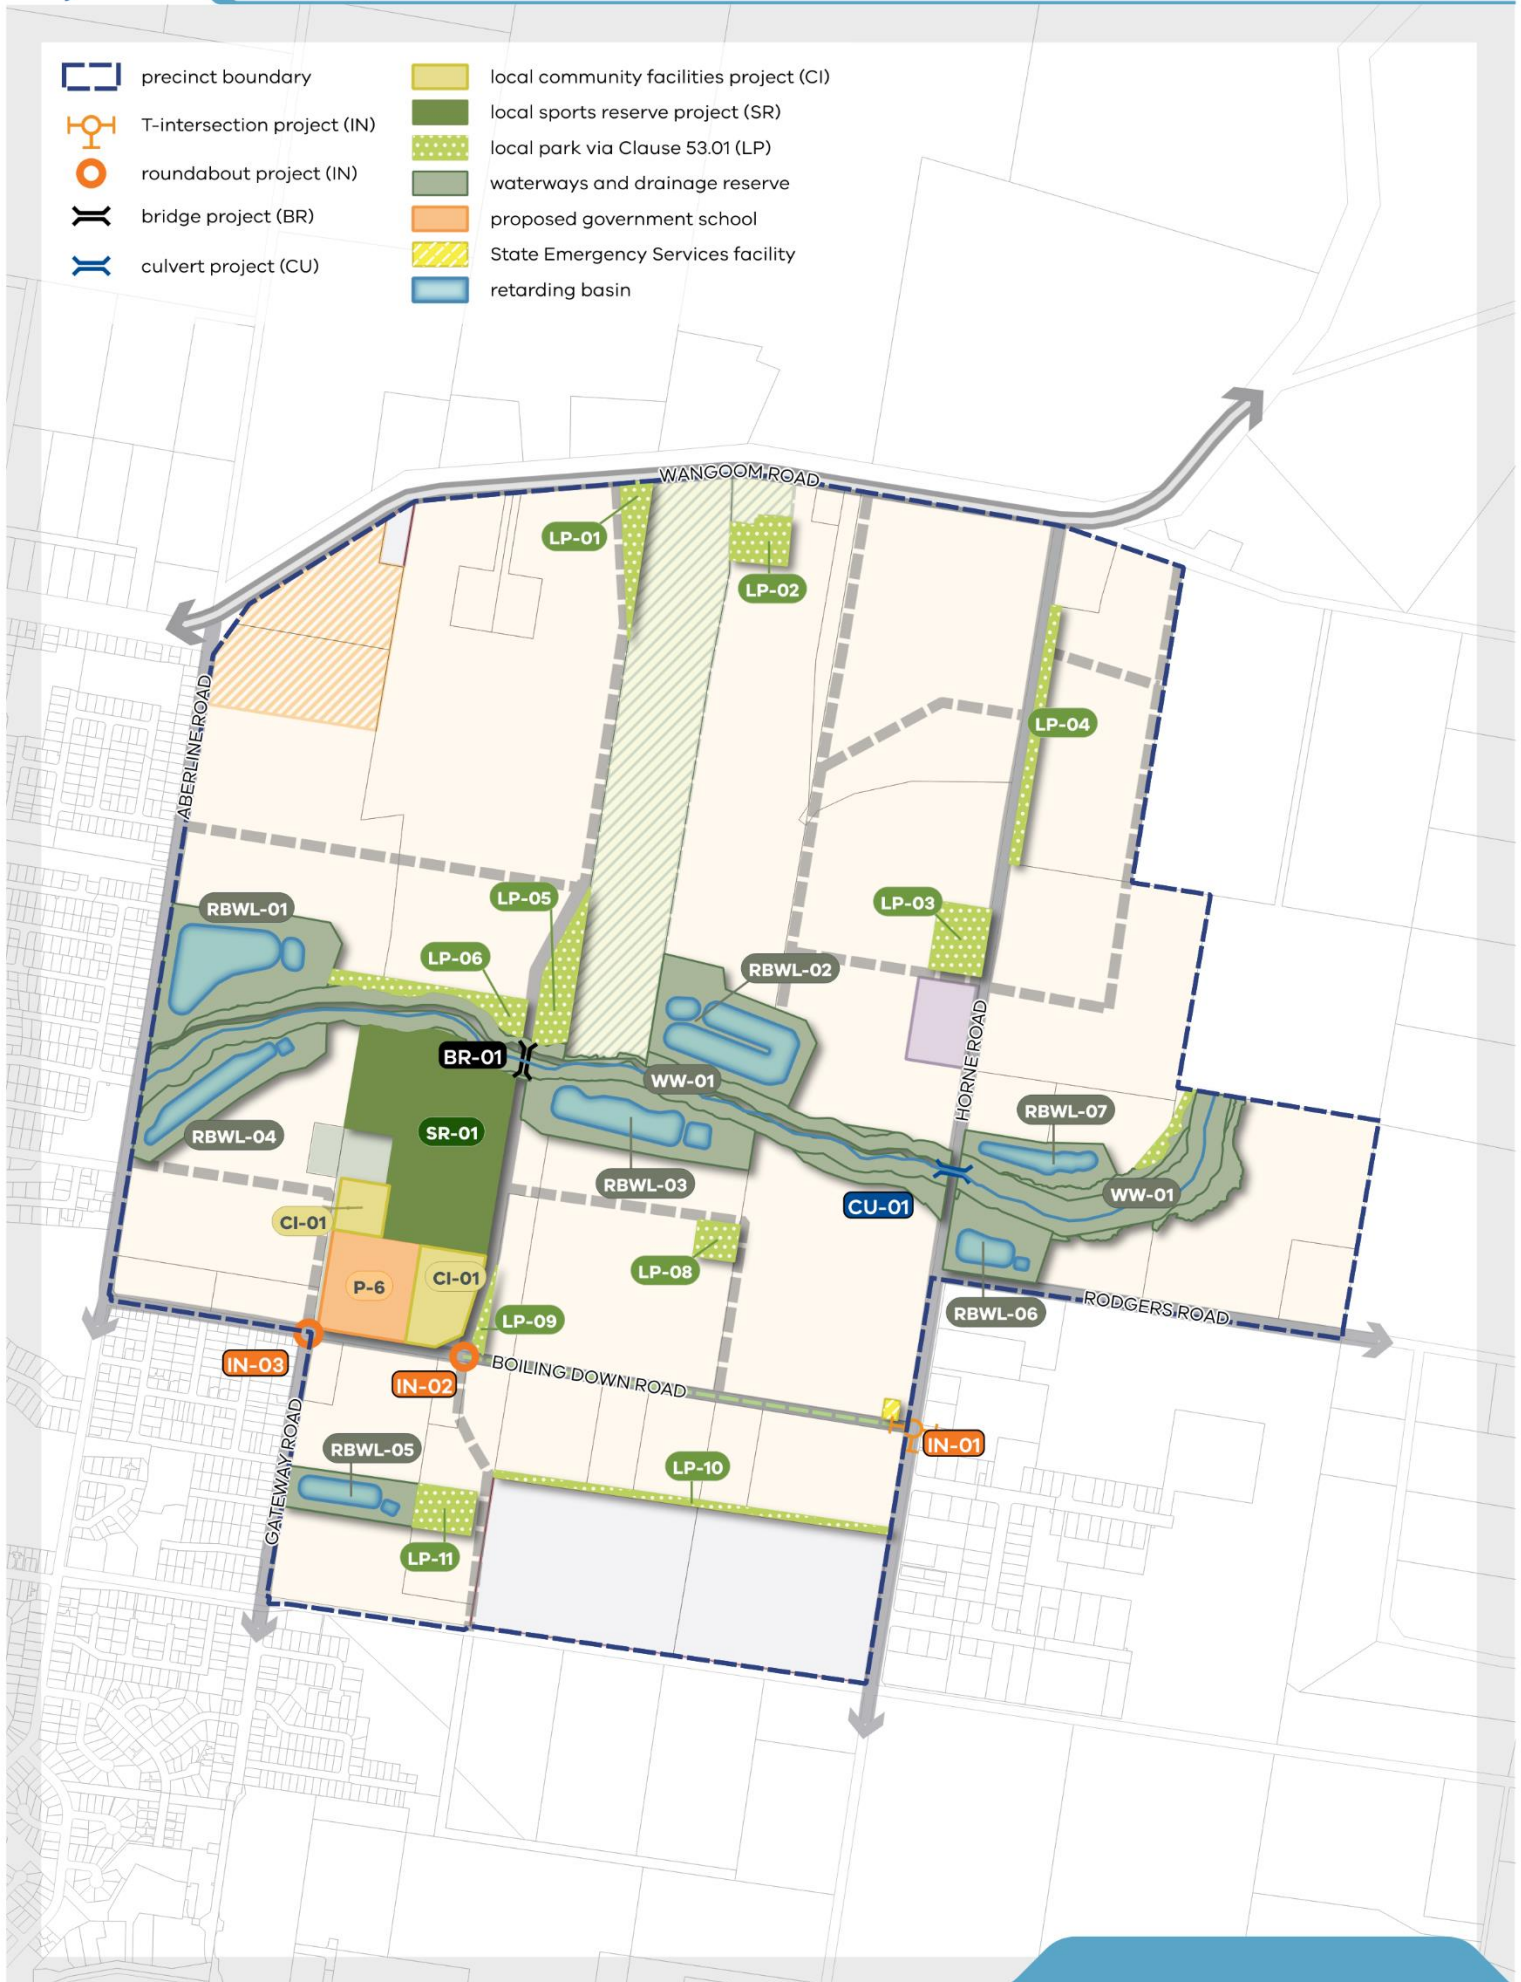 precinct boundary
T-intersection project (IN)
roundabout project (IN)
bridge project (BR)
culvert project (CU)
local community facilities project (CI)
local sports reserve project (SR)
local park via Clause 53.01 (LP)
waterways and drainage reserve
proposed government school
State Emergency Services facility
retarding basin
WANGOOM ROAD
LP-01
LP-02
ABERLINE ROAD
LP-04
LP-05
LP-03
RBWL-01
LP-06
RBWL-02
BR-01
HORNE ROAD
WW-01
RBWL-07
SR-01
RBWL-04
RBWL-03
WW-01
CU-01
CI-01
LP-08
P-6
CI-01
RBWL-06
RODGERS ROAD
LP-09
IN-03
IN-02
BOILING DOWN ROAD
IN-01
GATEWAY ROAD
RBWL-05
LP-10
LP-11